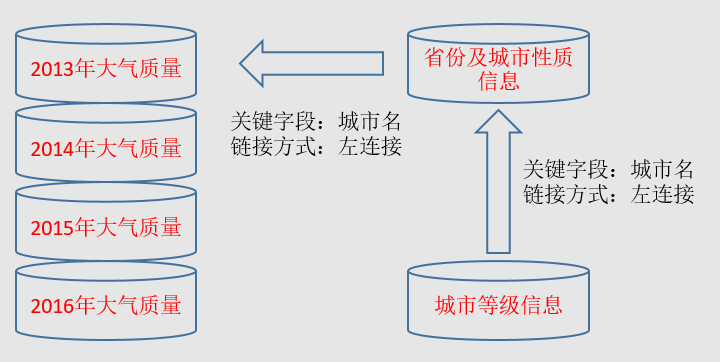 2013年大气质量
2014年大气质量
2015年大气质量
2016年大气质量
关键字段：城市名
链接方式：左连接
省份及城市性质
信息
关键字段：城市名
链接方式：左连接
城市等级信息